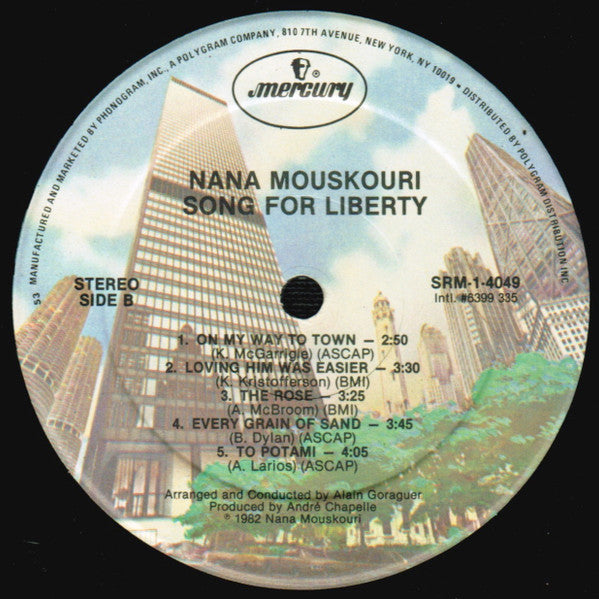 53 MANUFACTURED AND MARKETED BY PHONOGRAM, INC., A POLYGRAM COMPANY, 810 7TH AVENUE, NEW YORK, NY 10019 • DISTRIBUTED BY POLYGRAM DISTRIBUTION INC
mercury®
NANA MOUSKOURI
SONG FOR LIBERTY
STEREO
SIDE B
SRM-1-4049
Intl. #6399 335
1. ON MY WAY TO TOWN — 2:50
(K. McGarrigle) (ASCAP)
2. LOVING HIM WAS EASIER — 3:30
(K. Kristofferson) (BMI)
3. THE ROSE — 3:25
(A. McBroom) (BMI)
4. EVERY GRAIN OF SAND — 3:45
(B. Dylan) (ASCAP)
5. TO POTAMI — 4:05
(A. Larios) (ASCAP)
Arranged and Conducted by Alain Goraguer
Produced by André Chapelle
℗ 1982 Nana Mouskouri